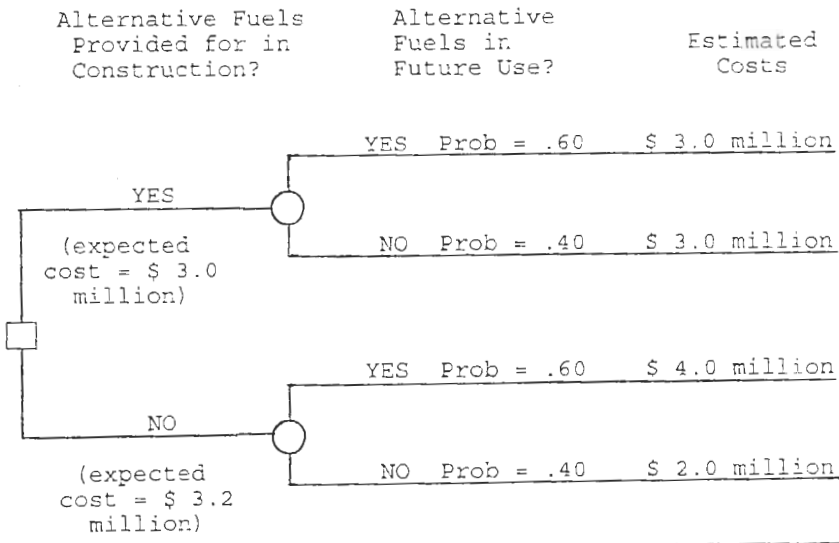 Alternative Fuels
Provided for in
Construction?
Alternative
Fuels in
Future Use?
Estimated
Costs
YES Prob = .60 $ 3.0 million
YES
(expected
cost = $ 3.0
million)
NO Prob = .40 $ 3.0 million
YES Prob = .60 $ 4.0 million
NO
(expected
cost = $ 3.2
million)
NO Prob = .40 $ 2.0 million